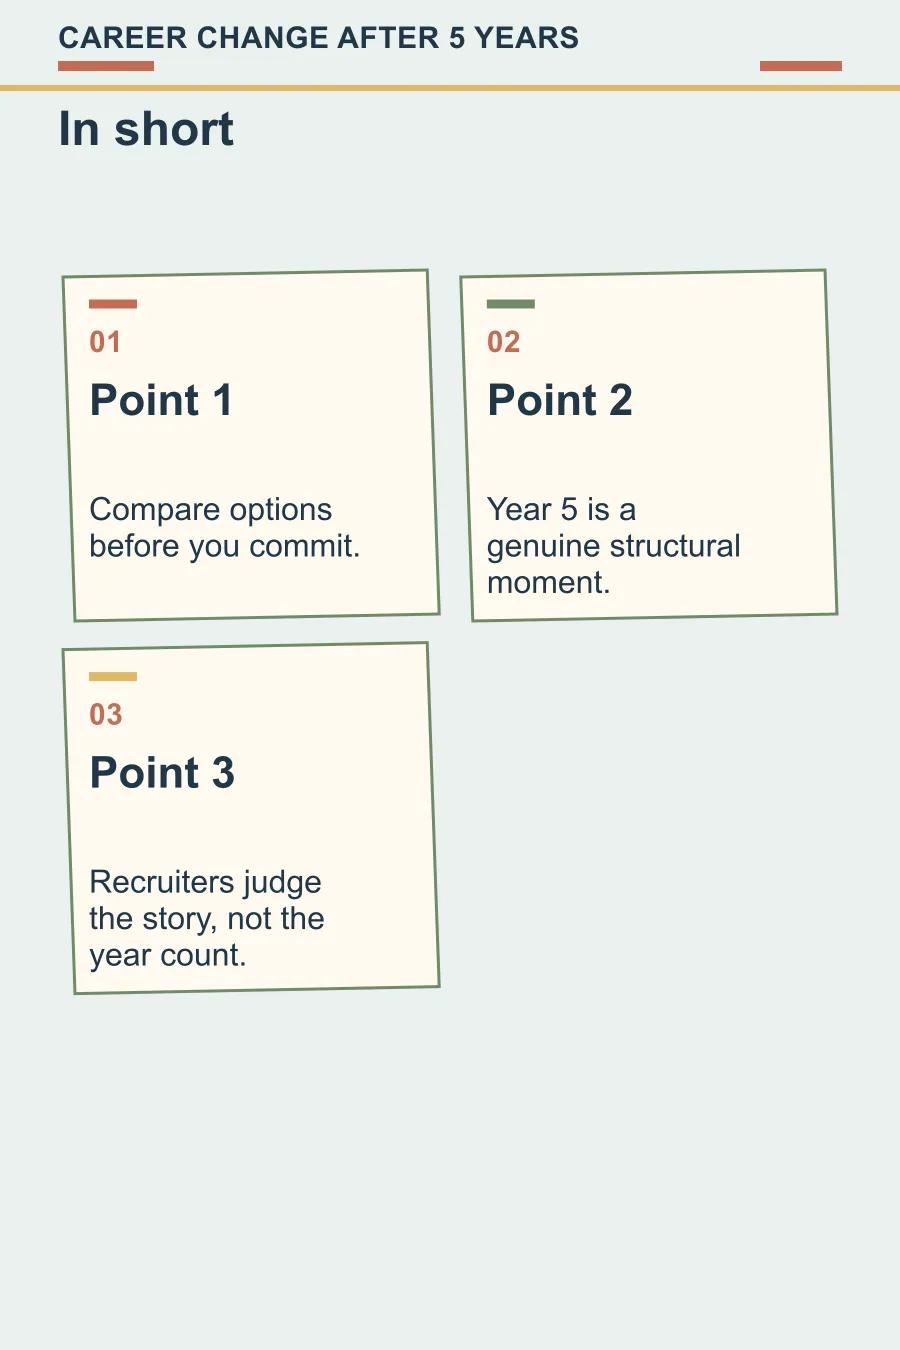 CAREER CHANGE AFTER 5 YEARS
In short
01
Point 1
Compare options
before you commit.
02
Point 2
Year 5 is a
genuine structural
moment.
03
Point 3
Recruiters judge
the story, not the
year count.